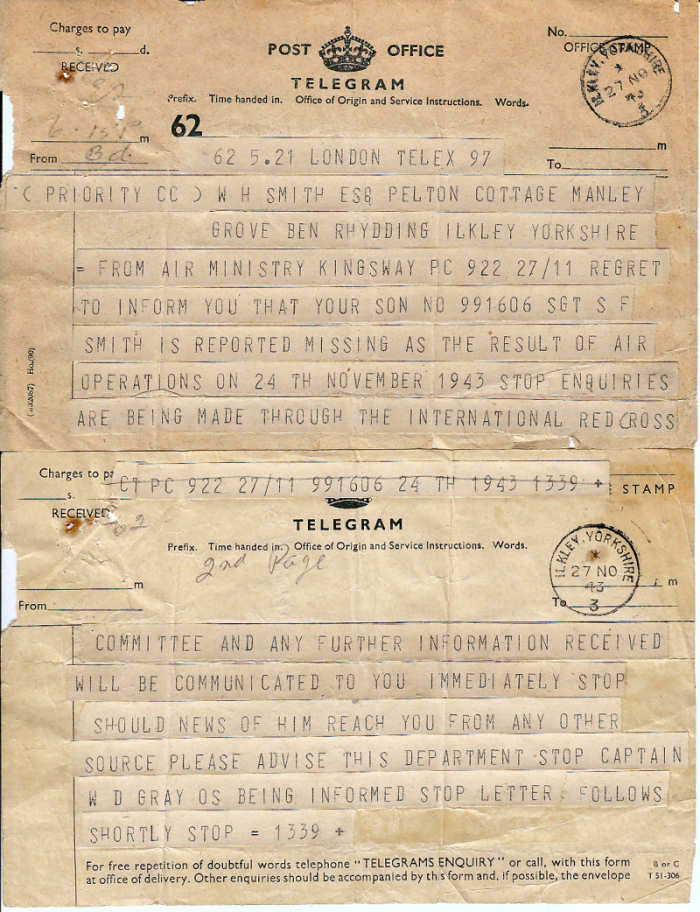 Charges to pay
s. d.
RECEIVED
POST OFFICE
TELEGRAM
Prefix. Time handed in. Office of Origin and Service Instructions. Words.
No.
OFFICE STAMP
ILKLEY. YORKSHIRE
27 NO
43
3
62
m
From
To
m
62 5.21 LONDON TELEX 97
( PRIORITY CC ) W H SMITH ESQ PELTON COTTAGE MANLEY
GROVE BEN RHYDDING ILKLEY YORKSHIRE
= FROM AIR MINISTRY KINGSWAY PC 922 27/11 REGRET
TO INFORM YOU THAT YOUR SON NO 991606 SGT S F
SMITH IS REPORTED MISSING AS THE RESULT OF AIR
OPERATIONS ON 24 TH NOVEMBER 1943 STOP ENQUIRIES
ARE BEING MADE THROUGH THE INTERNATIONAL RED CROSS
Charges to pa
s.
RECEIVED
CT PC 922 27/11 991606 24 TH 1943 1339 +
E STAMP
TELEGRAM
Prefix. Time handed in. Office of Origin and Service Instructions. Words.
2nd Page
ILKLEY. YORKSHIRE
27 NO
43
3
m
From
To
m
COMMITTEE AND ANY FURTHER INFORMATION RECEIVED
WILL BE COMMUNICATED TO YOU IMMEDIATELY STOP
SHOULD NEWS OF HIM REACH YOU FROM ANY OTHER
SOURCE PLEASE ADVISE THIS DEPARTMENT STOP CAPTAIN
W D GRAY OS BEING INFORMED STOP LETTER FOLLOWS
SHORTLY STOP = 1339 +
For free repetition of doubtful words telephone "TELEGRAMS ENQUIRY" or call, with this form
at office of delivery. Other enquiries should be accompanied by this form and, if possible, the envelope
B or C
T 51-306